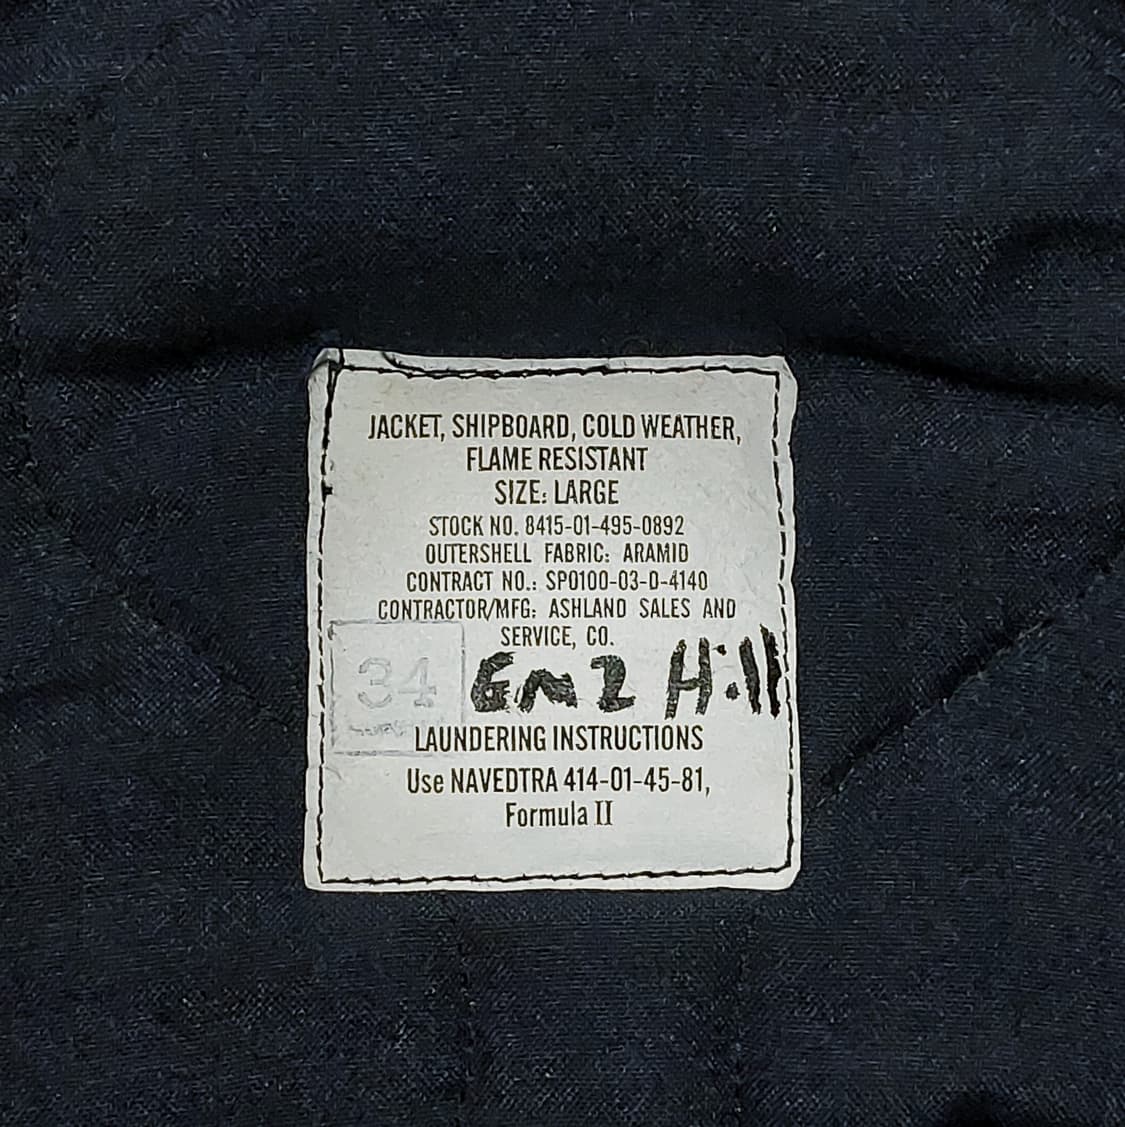 JACKET, SHIPBOARD, COLD WEATHER,
FLAME RESISTANT
SIZE: LARGE
STOCK NO. 8415-01-495-0892
OUTERSHELL FABRIC: ARAMID
CONTRACT NO.: SP0100-03-D-4140
CONTRACTOR/MFG: ASHLAND SALES AND
SERVICE, CO.
34
Gm2 Hill
LAUNDERING INSTRUCTIONS
Use NAVEDTRA 414-01-45-81,
Formula II